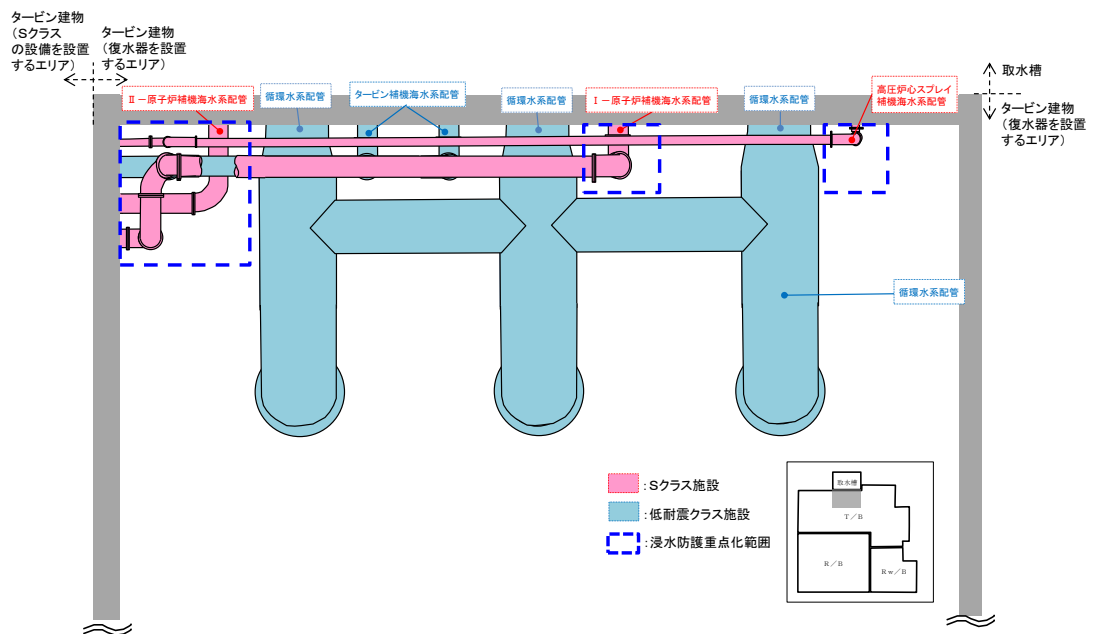 タービン建物
(Sクラス
の設備を設置
するエリア)
タービン建物
(復水器を設置
するエリア)
Ⅱ-原子炉補機海水系配管
循環水系配管
タービン補機海水系配管
循環水系配管
Ⅰ-原子炉補機海水系配管
循環水系配管
高圧炉心スプレイ
補機海水系配管
取水槽
タービン建物
(復水器を設置
するエリア)
循環水系配管
:Sクラス施設
:低耐震クラス施設
:浸水防護重点化範囲
取水槽
T/B
R/B
Rw/B